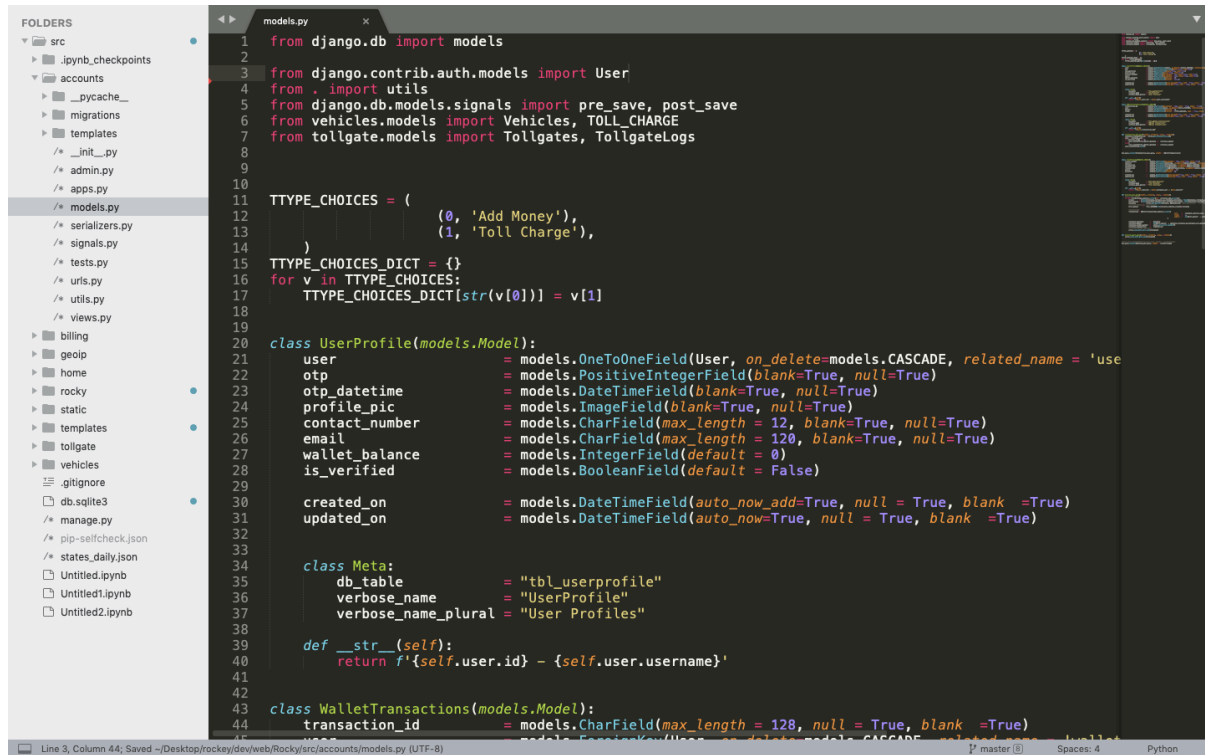 FOLDERS
src
.ipynb_checkpoints
accounts
__pycache__
migrations
templates
/* __init__.py
/* admin.py
/* apps.py
/* models.py
/* serializers.py
/* signals.py
/* tests.py
/* urls.py
/* utils.py
/* views.py
billing
geoip
home
rocky
static
templates
tollgate
vehicles
.gitignore
db.sqlite3
/* manage.py
/* pip-selfcheck.json
/* states_daily.json
Untitled.ipynb
Untitled1.ipynb
Untitled2.ipynb
models.py ×
1 from django.db import models
2
3 from django.contrib.auth.models import User
4 from . import utils
5 from django.db.models.signals import pre_save, post_save
6 from vehicles.models import Vehicles, TOLL_CHARGE
7 from tollgate.models import Tollgates, TollgateLogs
8
9
10
11 TTYPE_CHOICES = (
12 (0, 'Add Money'),
13 (1, 'Toll Charge'),
14 )
15 TTYPE_CHOICES_DICT = {}
16 for v in TTYPE_CHOICES:
17 TTYPE_CHOICES_DICT[str(v[0])] = v[1]
18
19
20 class UserProfile(models.Model):
21 user = models.OneToOneField(User, on_delete=models.CASCADE, related_name = 'use
22 otp = models.PositiveIntegerField(blank=True, null=True)
23 otp_datetime = models.DateTimeField(blank=True, null=True)
24 profile_pic = models.ImageField(blank=True, null=True)
25 contact_number = models.CharField(max_length = 12, blank=True, null=True)
26 email = models.CharField(max_length = 120, blank=True, null=True)
27 wallet_balance = models.IntegerField(default = 0)
28 is_verified = models.BooleanField(default = False)
29
30 created_on = models.DateTimeField(auto_now_add=True, null = True, blank =True)
31 updated_on = models.DateTimeField(auto_now=True, null = True, blank =True)
32
33
34 class Meta:
35 db_table = "tbl_userprofile"
36 verbose_name = "UserProfile"
37 verbose_name_plural = "User Profiles"
38
39 def __str__(self):
40 return f'{self.user.id} - {self.user.username}'
41
42
43 class WalletTransactions(models.Model):
44 transaction_id = models.CharField(max_length = 128, null = True, blank =True)
Line 3, Column 44; Saved ~/Desktop/rockey/dev/web/Rocky/src/accounts/models.py (UTF-8)
master 8 Spaces: 4 Python